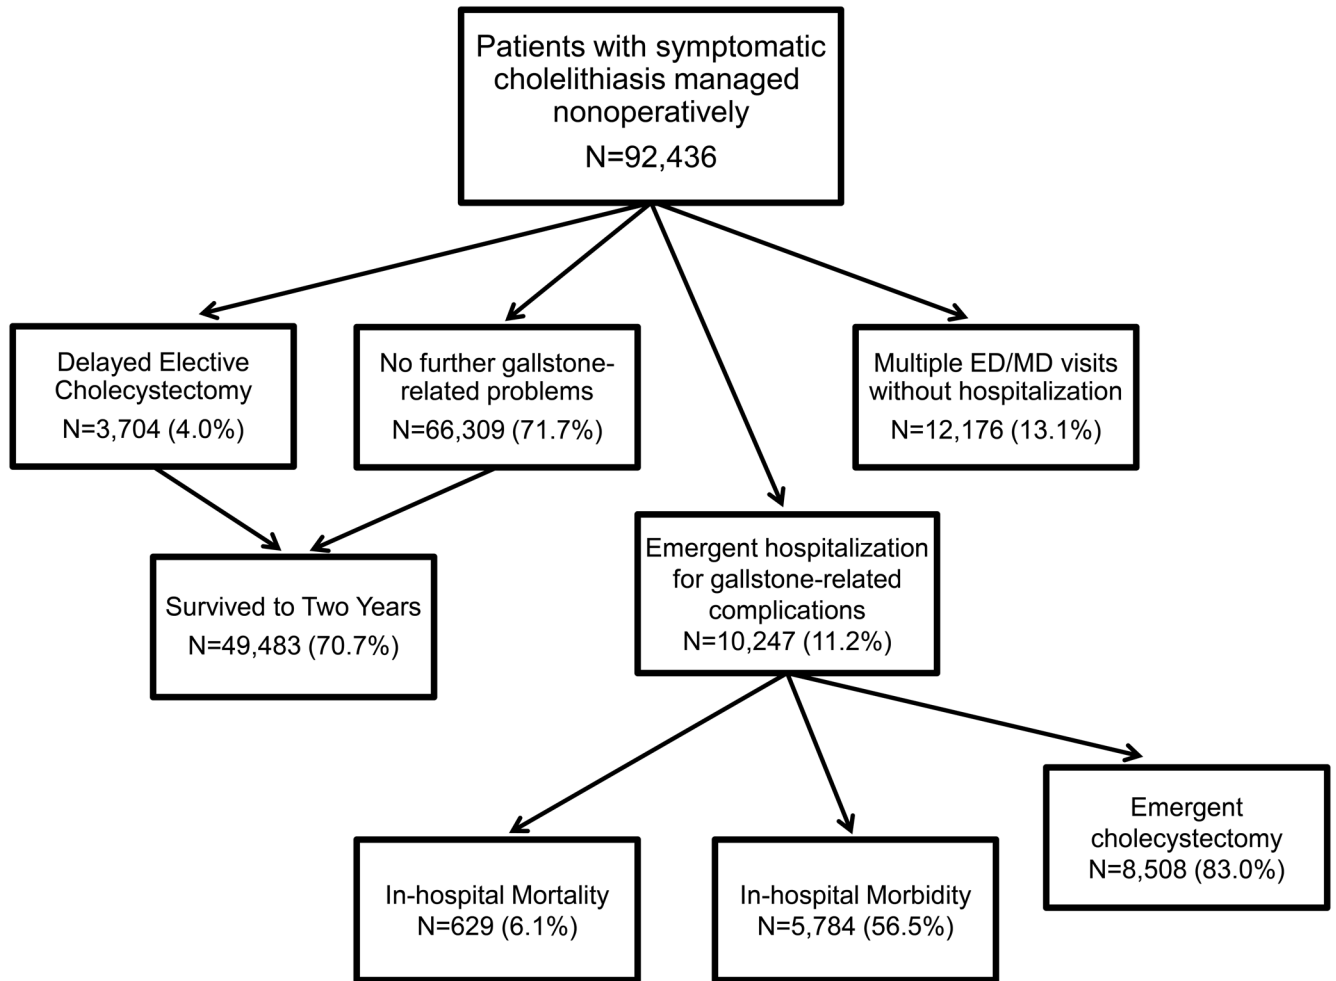 Patients with symptomatic
cholelithiasis managed
nonoperatively
N=92,436
Delayed Elective
Cholecystectomy
N=3,704 (4.0%)
No further gallstone-
related problems
N=66,309 (71.7%)
Multiple ED/MD visits
without hospitalization
N=12,176 (13.1%)
Survived to Two Years
N=49,483 (70.7%)
Emergent hospitalization
for gallstone-related
complications
N=10,247 (11.2%)
In-hospital Mortality
N=629 (6.1%)
In-hospital Morbidity
N=5,784 (56.5%)
Emergent
cholecystectomy
N=8,508 (83.0%)